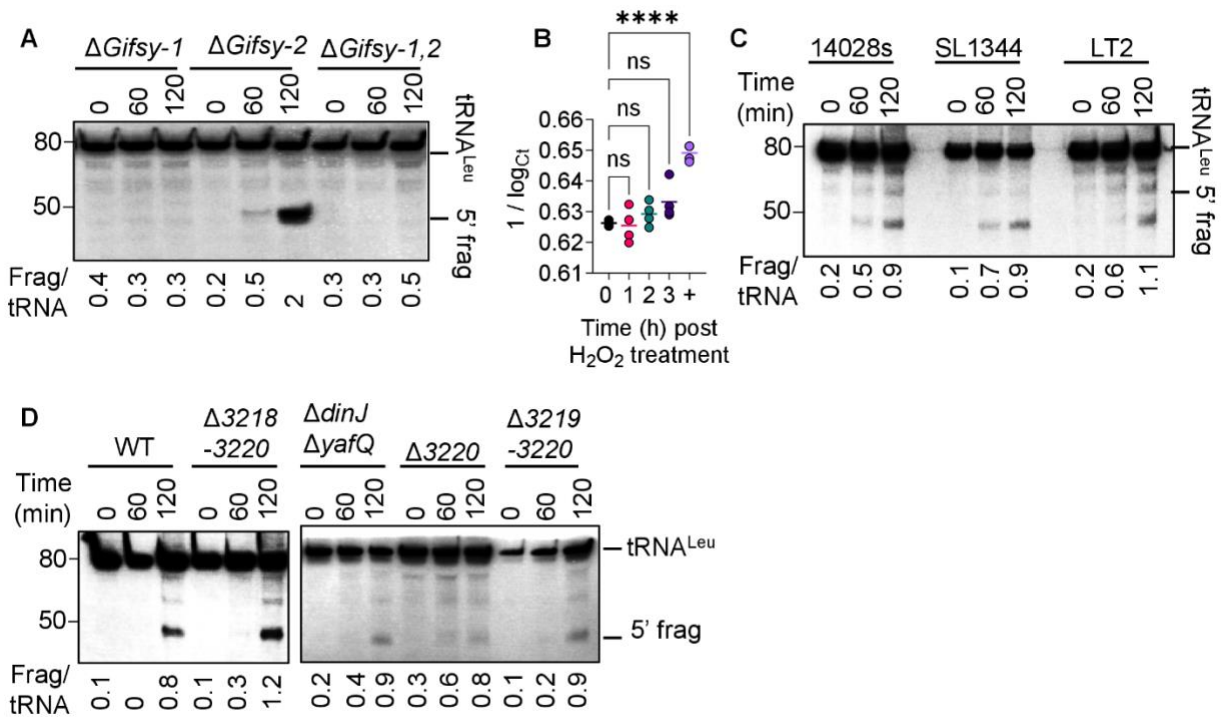 A
ΔGifsy-1 ΔGifsy-2 ΔGifsy-1,2
0 60 120 0 60 120 0 60 120
80
50
tRNALeu
5' frag
Frag/
tRNA
0.4 0.3 0.3 0.2 0.5 2 0.3 0.3 0.5
B
****
ns
ns
ns
1 / logCt
0.66
0.65
0.64
0.63
0.62
0.61
0 1 2 3 +
Time (h) post
H2O2 treatment
C
14028s SL1344 LT2
Time
(min)
0 60 120 0 60 120 0 60 120
80
50
tRNALeu
5' frag
Frag/
tRNA
0.2 0.5 0.9 0.1 0.7 0.9 0.2 0.6 1.1
D
WT
Δ3218
-3220
ΔdinJ
ΔyafQ
Δ3220
Δ3219
-3220
Time
(min)
0 60 120 0 60 120 0 60 120 0 60 120 0 60 120
80
50
tRNALeu
5' frag
Frag/
tRNA
0.1 0 0.8 0.1 0.3 1.2 0.2 0.4 0.9 0.3 0.6 0.8 0.1 0.2 0.9